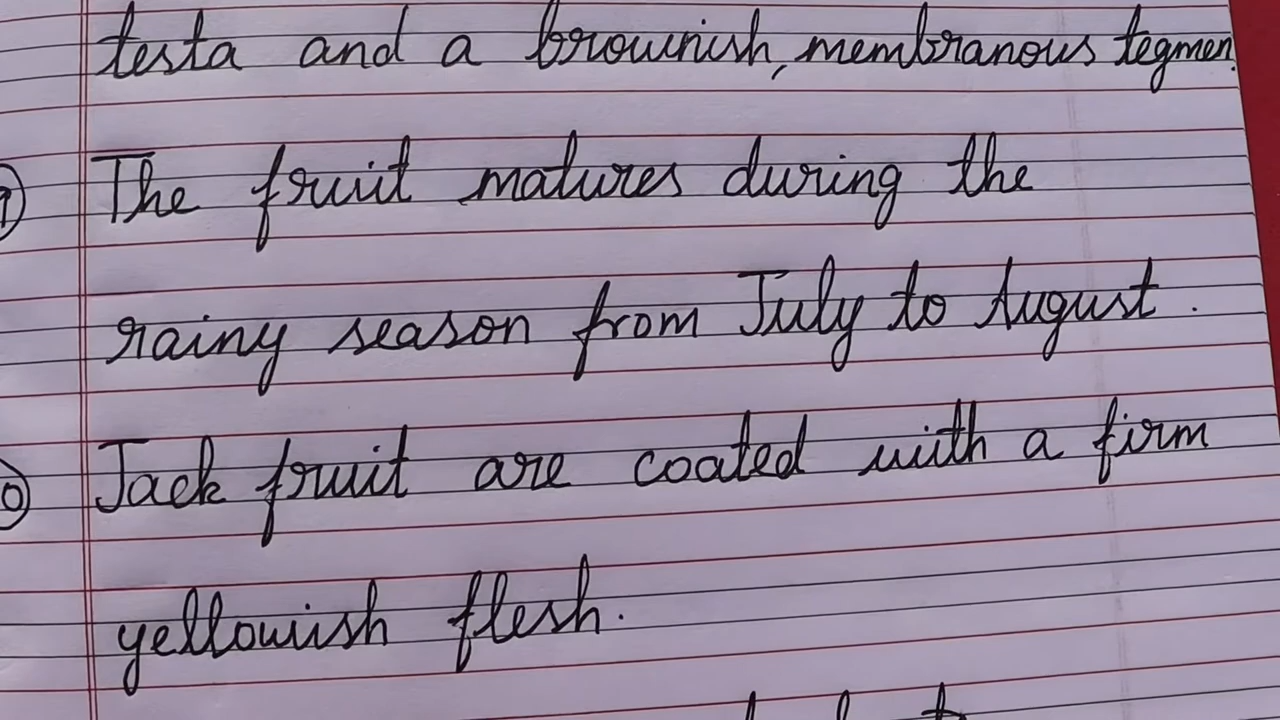 testa and a brownish, membranous tegmen.
The fruit matures during the
rainy season from July to August.
Jack fruit are coated with a firm
yellowish flesh.